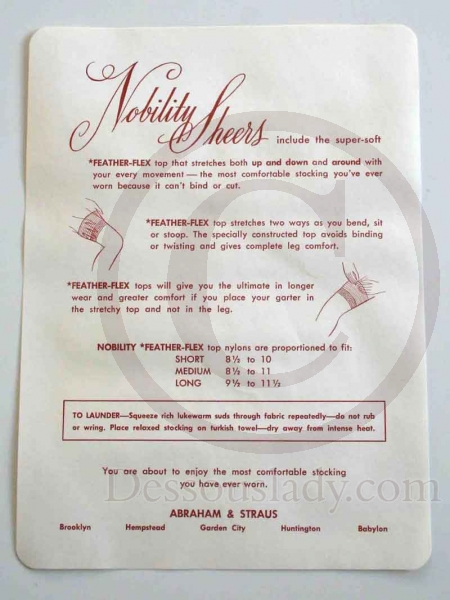 Nobility Sheers include the super-soft
*FEATHER-FLEX top that stretches both up and down and around with
your every movement — the most comfortable stocking you've ever
worn because it can't bind or cut.
*FEATHER-FLEX top stretches two ways as you bend, sit
or stoop. The specially constructed top avoids binding
or twisting and gives complete leg comfort.
*FEATHER-FLEX tops will give you the ultimate in longer
wear and greater comfort if you place your garter in
the stretchy top and not in the leg.
NOBILITY *FEATHER-FLEX top nylons are proportioned to fit:
SHORT 8½ to 10
MEDIUM 8½ to 11
LONG 9½ to 11½
TO LAUNDER—Squeeze rich lukewarm suds through fabric repeatedly—do not rub
or wring. Place relaxed stocking on turkish towel—dry away from intense heat.
You are about to enjoy the most comfortable stocking
you have ever worn.
Dessouslady.com
ABRAHAM & STRAUS
Brooklyn Hempstead Garden City Huntington Babylon